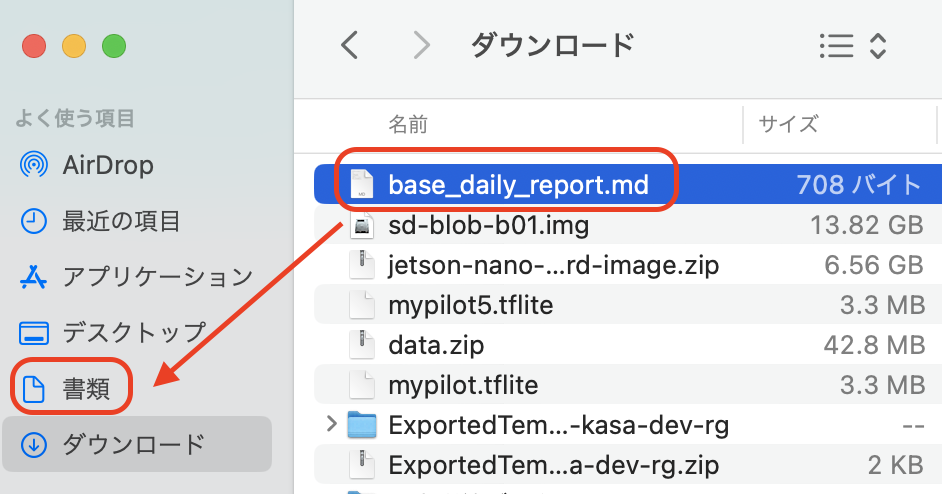 ダウンロード
よく使う項目
AirDrop
最近の項目
アプリケーション
デスクトップ
書類
ダウンロード
名前
サイズ
base_daily_report.md
708 バイト
sd-blob-b01.img
13.82 GB
jetson-nano-...rd-image.zip
6.56 GB
mypilot5.tflite
3.3 MB
data.zip
42.8 MB
mypilot.tflite
3.3 MB
ExportedTem...-kasa-dev-rg
--
ExportedTem...a-dev-rg.zip
2 KB